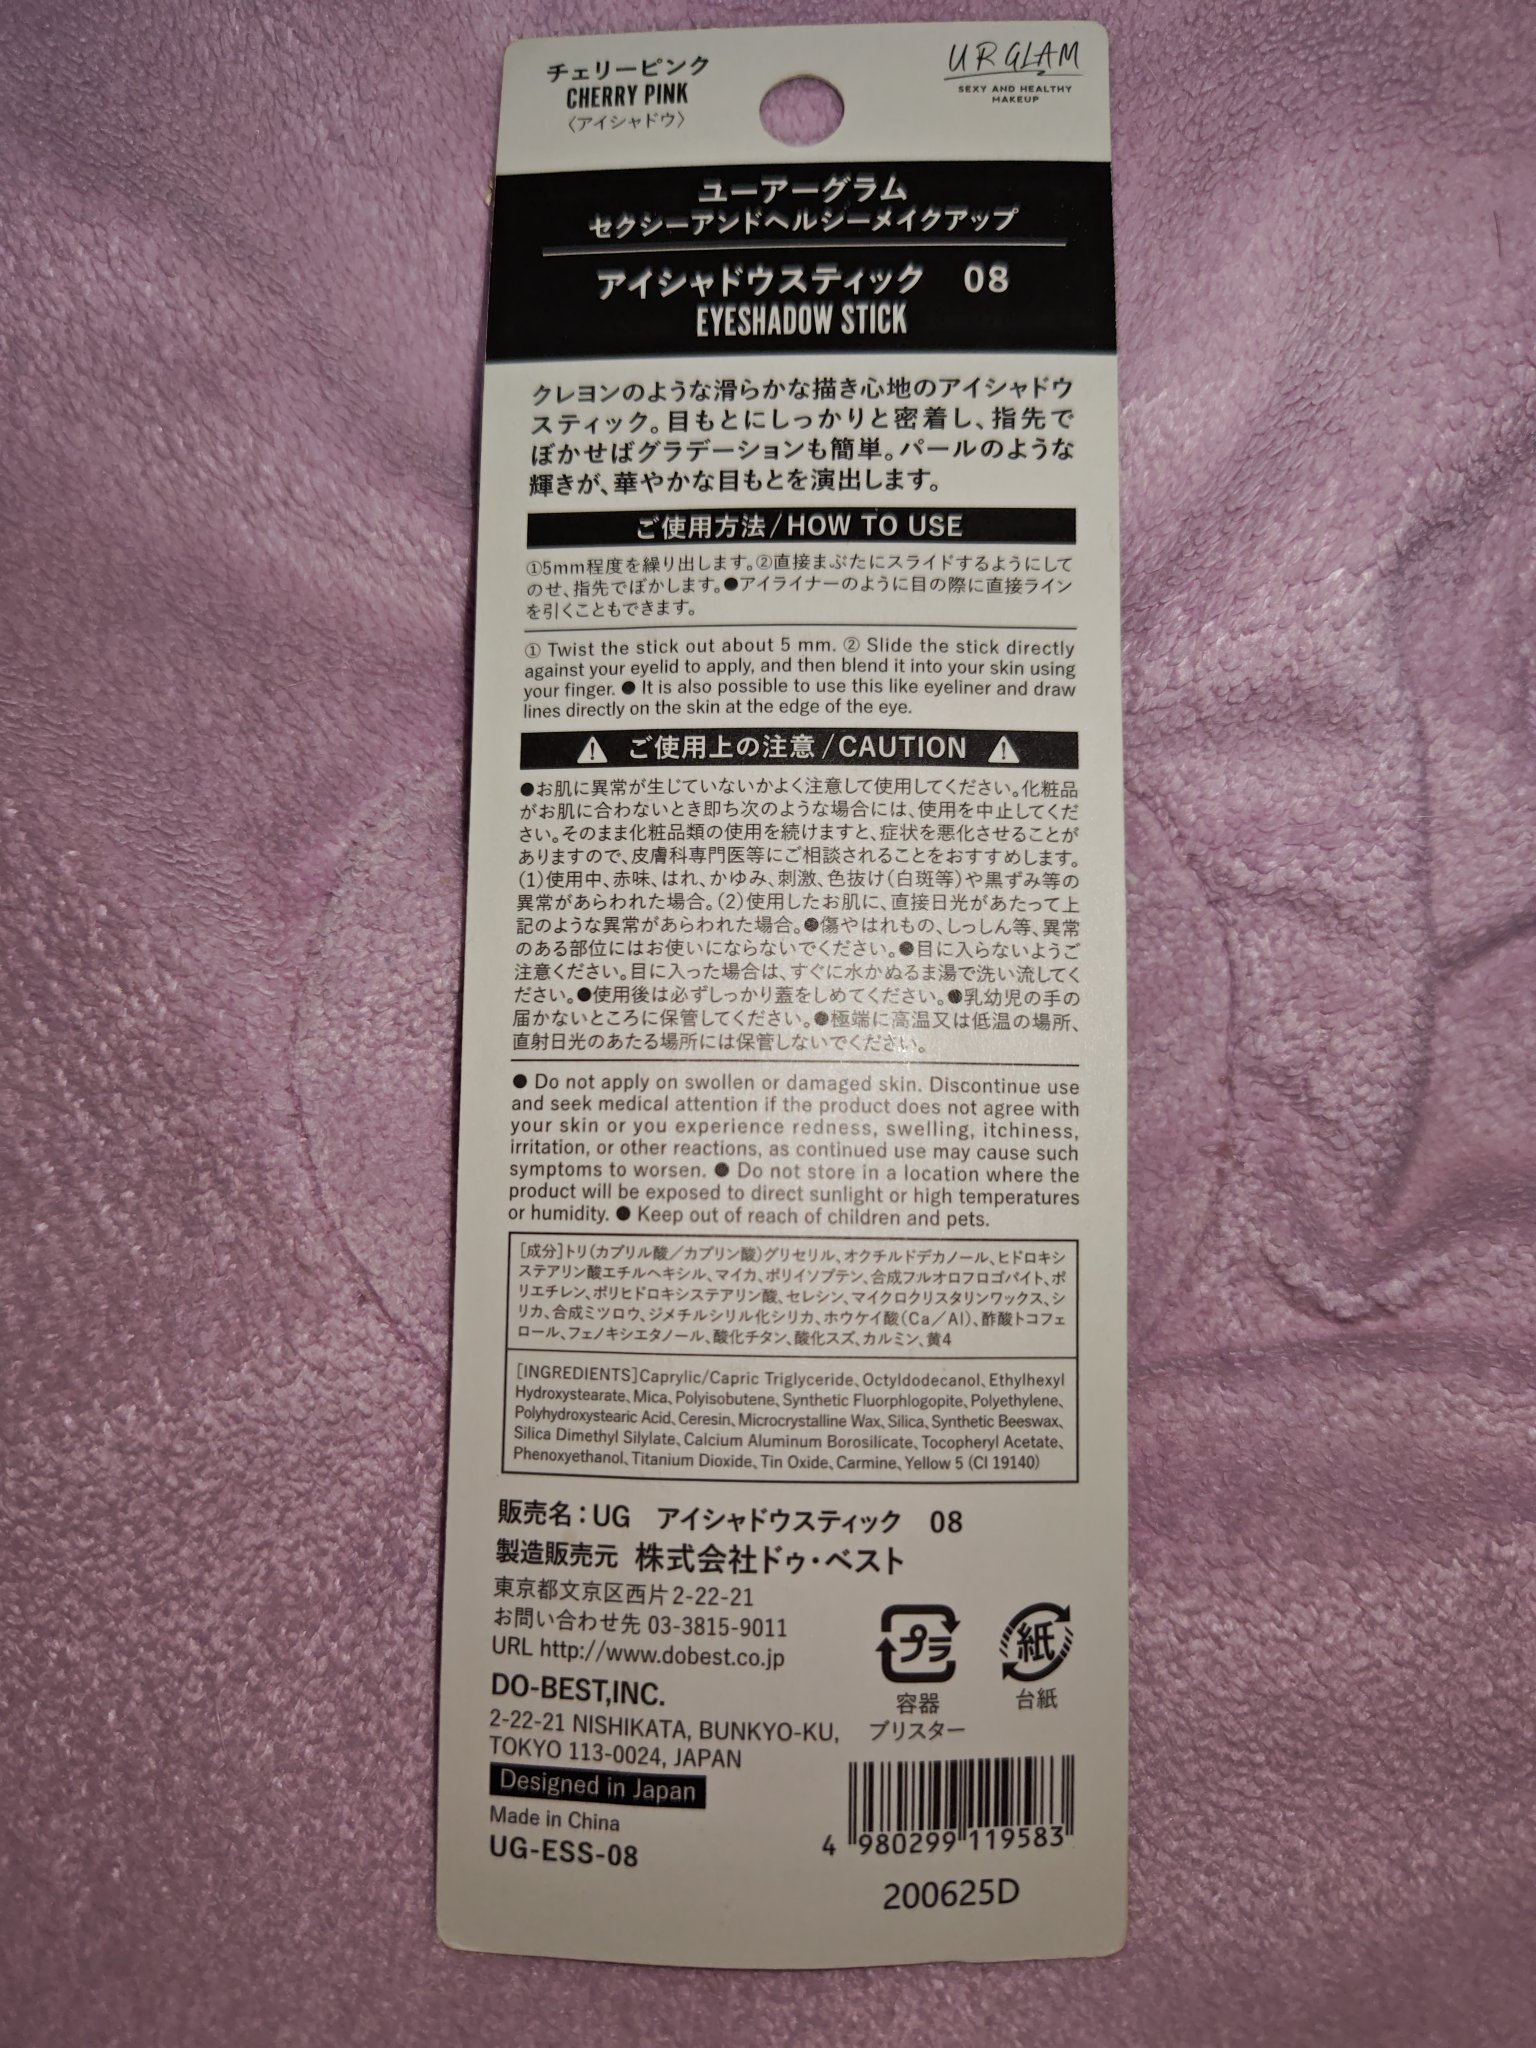 チェリーピンク
CHERRY PINK
〈アイシャドウ〉
UR GLAM
SEXY AND HEALTHY
MAKEUP
ユーアーグラム
セクシーアンドヘルシーメイクアップ
アイシャドウスティック 08
EYESHADOW STICK
クレヨンのような滑らかな描き心地のアイシャドウ
スティック。目もとにしっかりと密着し、指先で
ぼかせばグラデーションも簡単。パールのような
輝きが、華やかな目もとを演出します。
ご使用方法/HOW TO USE
①5mm程度を繰り出します。②直接まぶたにスライドするようにして
のせ、指先でぼかします。●アイライナーのように目の際に直接ライン
を引くこともできます。
① Twist the stick out about 5 mm. ② Slide the stick directly
against your eyelid to apply, and then blend it into your skin using
your finger. ● It is also possible to use this like eyeliner and draw
lines directly on the skin at the edge of the eye.
⚠ ご使用上の注意/CAUTION ⚠
●お肌に異常が生じていないかよく注意して使用してください。化粧品
がお肌に合わないとき即ち次のような場合には、使用を中止してくだ
さい。そのまま化粧品類の使用を続けますと、症状を悪化させることが
ありますので、皮膚科専門医等にご相談されることをおすすめします。
(1)使用中、赤味、はれ、かゆみ、刺激、色抜け(白斑等)や黒ずみ等の
異常があらわれた場合。(2)使用したお肌に、直接日光があたって上
記のような異常があらわれた場合。●傷やはれもの、しっしん等、異常
のある部位にはお使いにならないでください。●目に入らないようご
注意ください。目に入った場合は、すぐに水かぬるま湯で洗い流してく
ださい。●使用後は必ずしっかり蓋をしめてください。●乳幼児の手の
届かないところに保管してください。●極端に高温又は低温の場所、
直射日光のあたる場所には保管しないでください。
● Do not apply on swollen or damaged skin. Discontinue use
and seek medical attention if the product does not agree with
your skin or you experience redness, swelling, itchiness,
irritation, or other reactions, as continued use may cause such
symptoms to worsen. ● Do not store in a location where the
product will be exposed to direct sunlight or high temperatures
or humidity. ● Keep out of reach of children and pets.
[成分]トリ(カプリル酸/カプリン酸)グリセリル、オクチルドデカノール、ヒドロキシ
ステアリン酸エチルヘキシル、マイカ、ポリイソブテン、合成フルオロフロゴパイト、ポ
リエチレン、ポリヒドロキシステアリン酸、セレシン、マイクロクリスタリンワックス、シ
リカ、合成ミツロウ、ジメチルシリル化シリカ、ホウケイ酸(Ca/Al)、酢酸トコフェ
ロール、フェノキシエタノール、酸化チタン、酸化スズ、カルミン、黄4
[INGREDIENTS]Caprylic/Capric Triglyceride、Octyldodecanol、Ethylhexyl
Hydroxystearate、Mica、Polyisobutene、Synthetic Fluorphlogopite、Polyethylene、
Polyhydroxystearic Acid、Ceresin、Microcrystalline Wax、Silica、Synthetic Beeswax、
Silica Dimethyl Silylate、Calcium Aluminum Borosilicate、Tocopheryl Acetate、
Phenoxyethanol、Titanium Dioxide、Tin Oxide、Carmine、Yellow 5 (CI 19140)
販売名：UG アイシャドウスティック 08
製造販売元 株式会社ドゥ・ベスト
東京都文京区西片2-22-21
お問い合わせ先 03-3815-9011
URL http://www.dobest.co.jp
DO-BEST,INC.
2-22-21 NISHIKATA, BUNKYO-KU,
TOKYO 113-0024, JAPAN
Designed in Japan
Made in China
UG-ESS-08
プラ
容器
ブリスター
紙
台紙
4 980299 119583
200625D